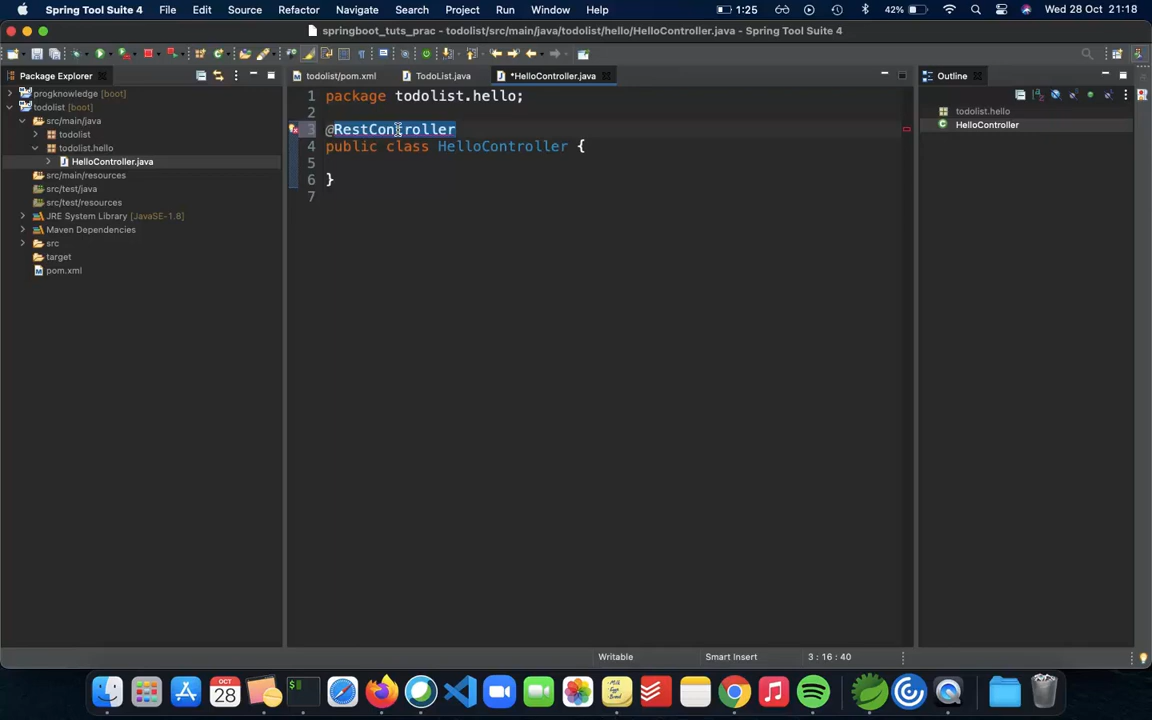 Spring Tool Suite 4 File Edit Source Refactor Navigate Search Project Run Window Help 1:25 42% Wed 28 Oct 21:18
springboot_tuts_prac - todolist/src/main/java/todolist/hello/HelloController.java - Spring Tool Suite 4
Package Explorer
todolist/pom.xml
TodoList.java
*HelloController.java
Outline
progknowledge [boot]
todolist [boot]
src/main/java
todolist
todolist.hello
HelloController.java
src/main/resources
src/test/java
src/test/resources
JRE System Library [JavaSE-1.8]
Maven Dependencies
src
target
pom.xml
1 package todolist.hello;
2
3 @RestController
4 public class HelloController {
5
6 }
7
todolist.hello
HelloController
Writable Smart Insert 3 : 16 : 40
OCT
28